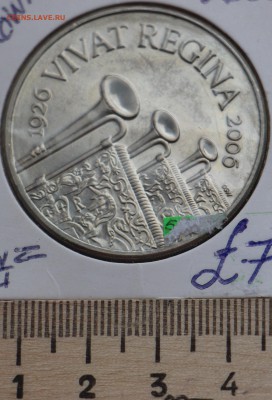 COINS.LAVE.RU
1926 VIVAT REGINA 2006
£7
1 2 3 4